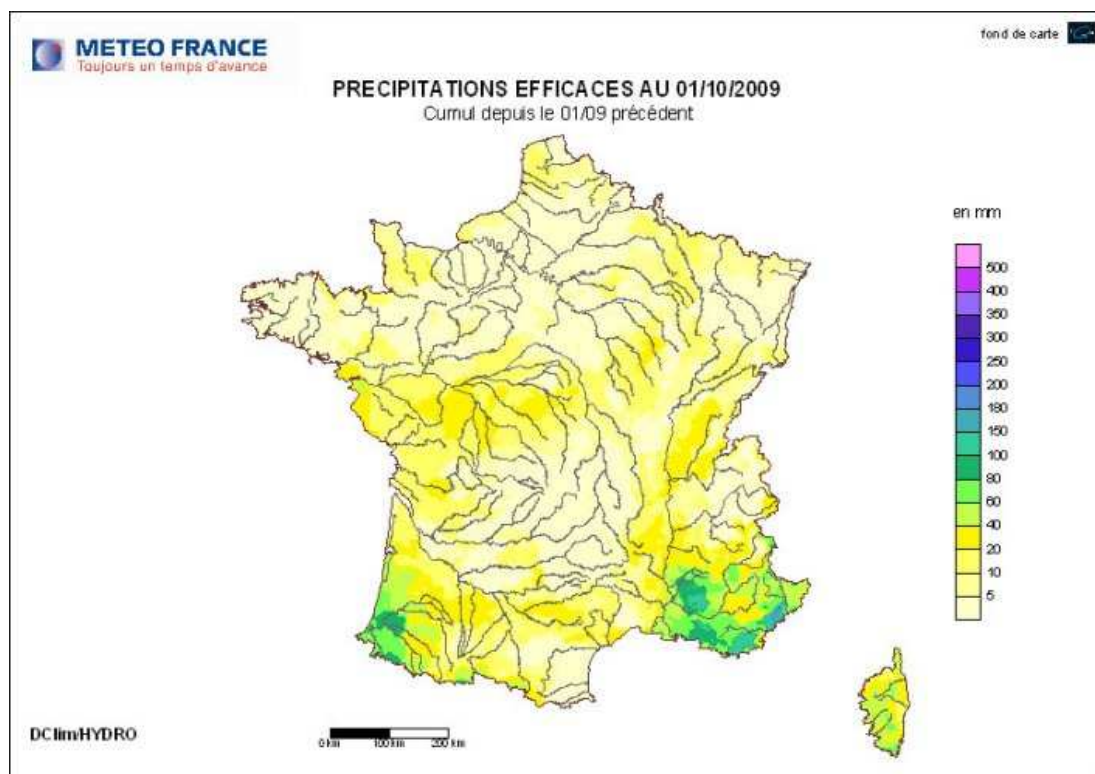 METEO FRANCE
Toujours un temps d'avance
fond de carte
PRECIPITATIONS EFFICACES AU 01/10/2009
Cumul depuis le 01/09 précédent
en mm
500
400
350
300
250
200
180
150
100
80
60
40
20
10
5
DClim/HYDRO
0 km 100 km 200 km